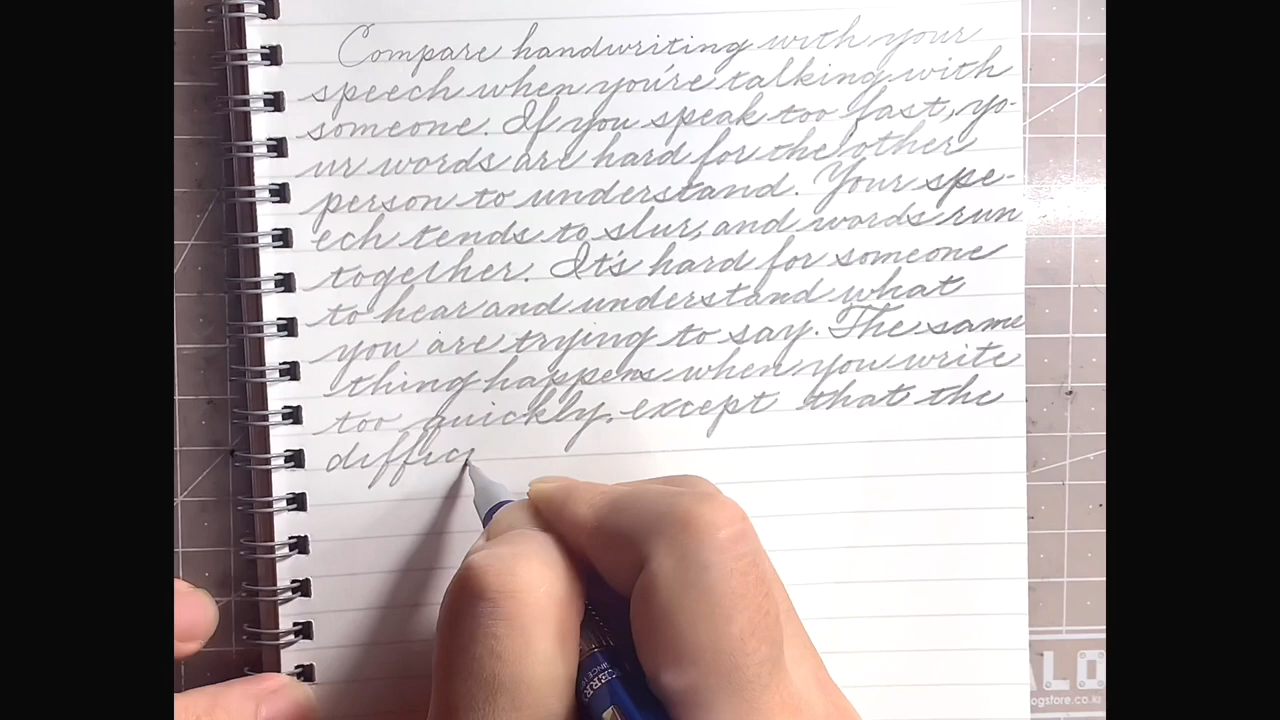 Compare handwriting with your
speech when you're talking with
someone. If you speak too fast, yo-
ur words are hard for the other
person to understand. Your spe-
ech tends to slur, and words run
together. It's hard for someone
to hear and understand what
you are trying to say. The same
thing happens when you write
too quickly, except that the
diffic